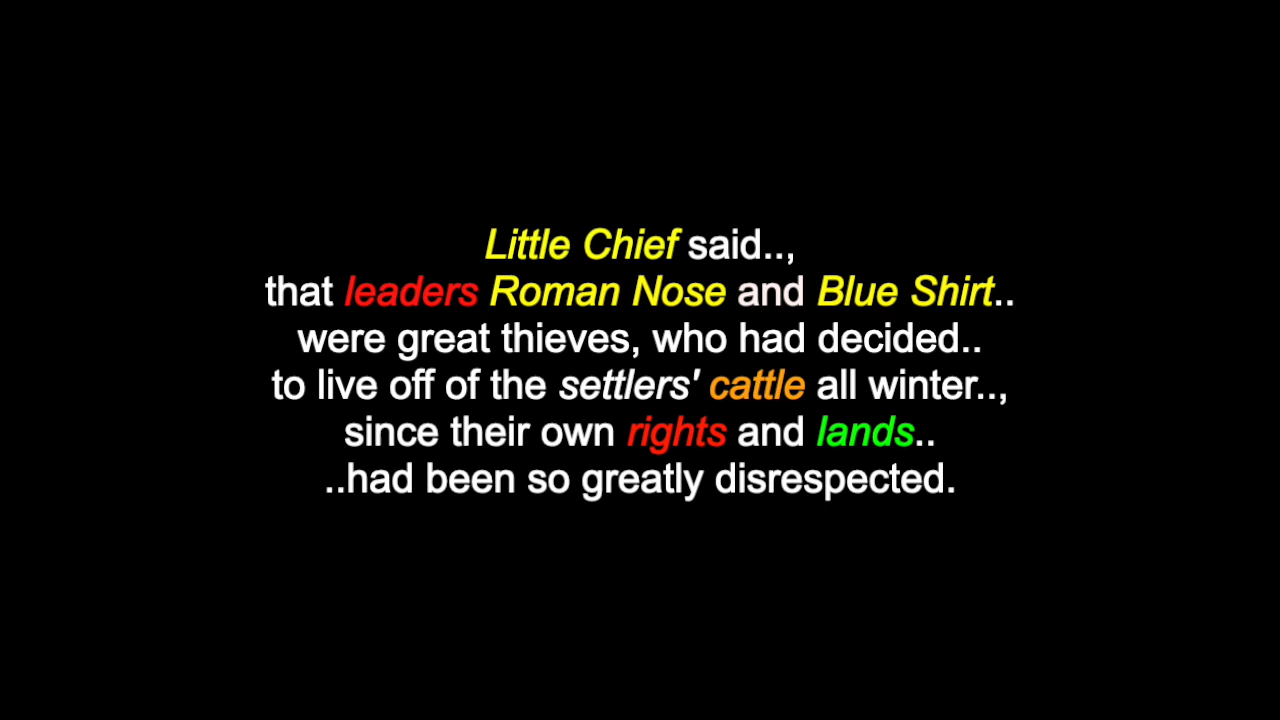 Little Chief said..,
that leaders Roman Nose and Blue Shirt..
were great thieves, who had decided..
to live off of the settlers' cattle all winter..,
since their own rights and lands..
..had been so greatly disrespected.